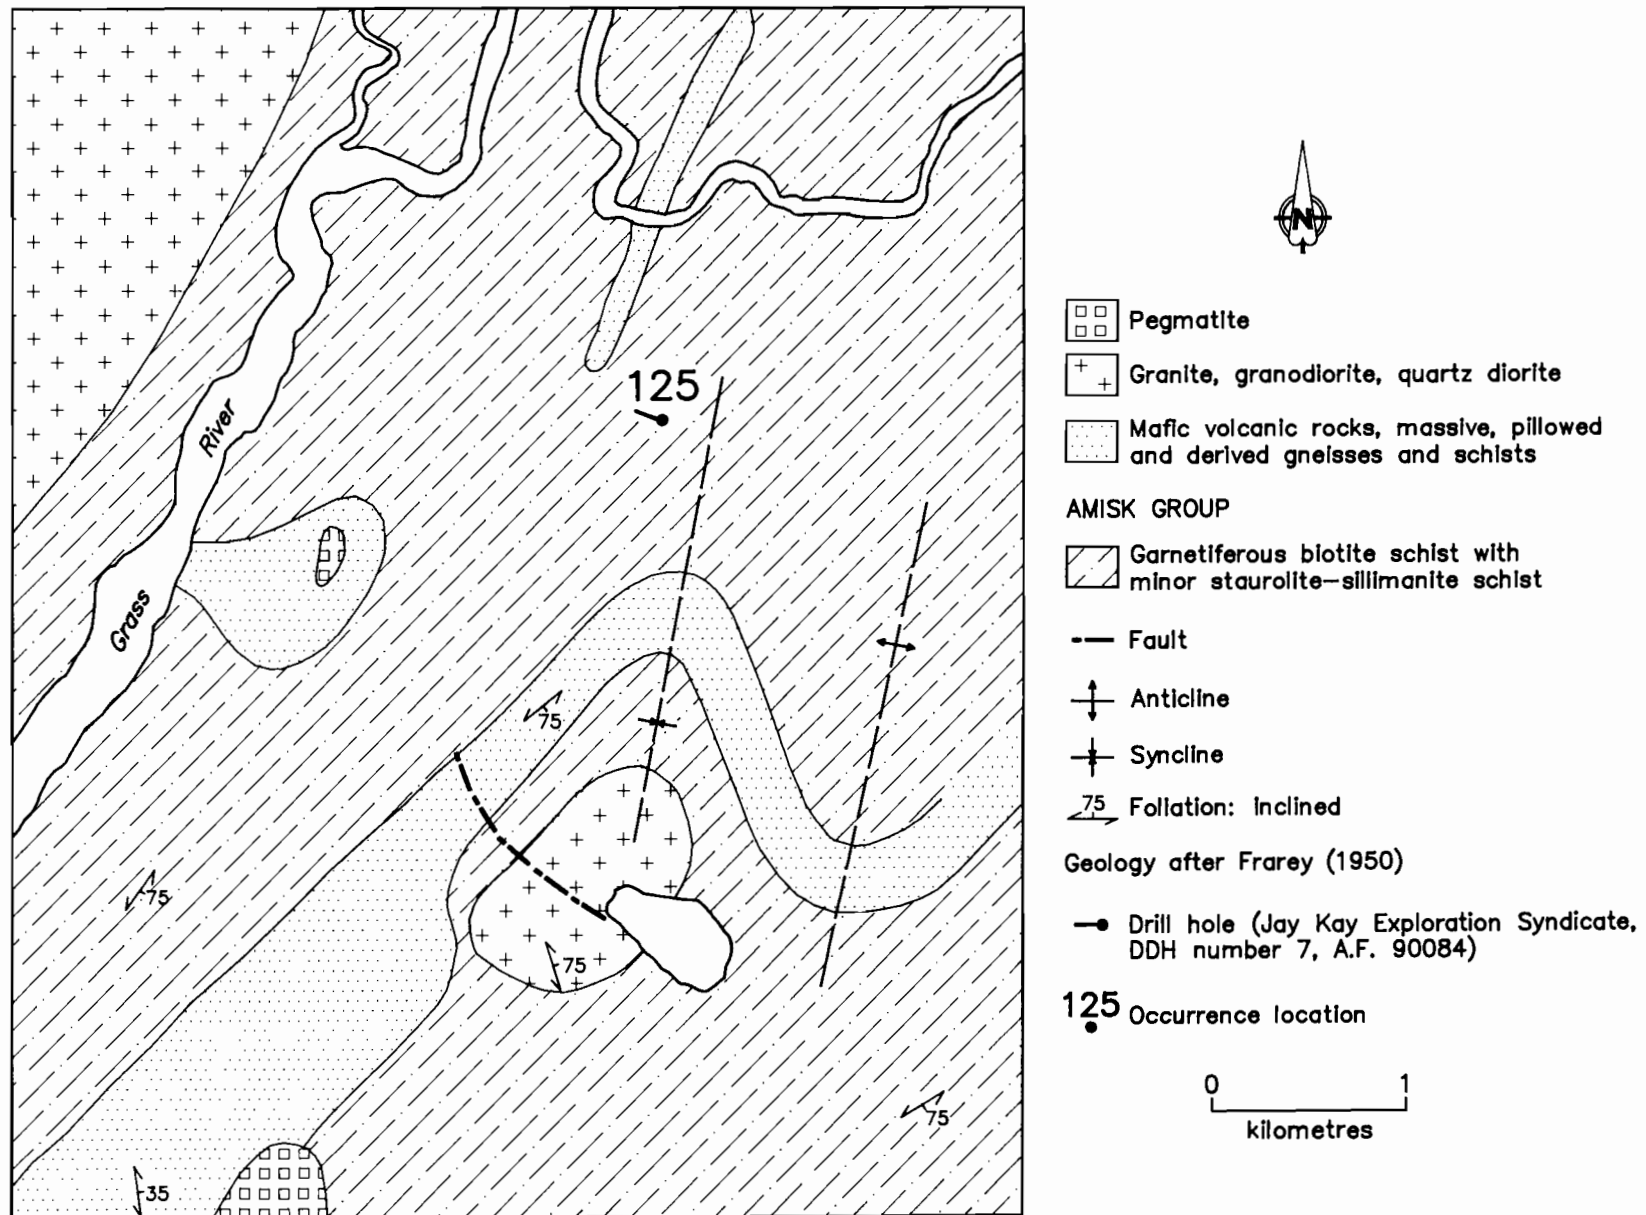 125
River
Grass
75
75
75
75
35
N
Pegmatite
Granite, granodiorite, quartz diorite
Mafic volcanic rocks, massive, pillowed
and derived gneisses and schists
AMISK GROUP
Garnetiferous biotite schist with
minor staurolite-sillimanite schist
Fault
Anticline
Syncline
75 Foliation: inclined
Geology after Frarey (1950)
Drill hole (Jay Kay Exploration Syndicate,
DDH number 7, A.F. 90084)
125 Occurrence location
0 1
kilometres